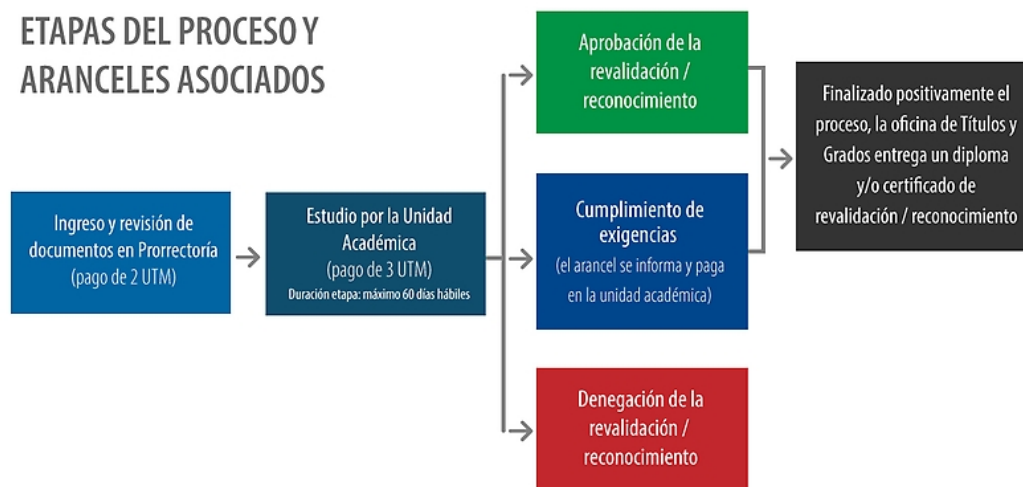 ETAPAS DEL PROCESO Y
ARANCELES ASOCIADOS
Ingreso y revisión de
documentos en Prorrectoría
(pago de 2 UTM)
Estudio por la Unidad
Académica
(pago de 3 UTM)
Duración etapa: máximo 60 días hábiles
Aprobación de la
revalidación /
reconocimiento
Cumplimiento de
exigencias
(el arancel se informa y paga
en la unidad académica)
Denegación de la
revalidación /
reconocimiento
Finalizado positivamente el
proceso, la oficina de Títulos y
Grados entrega un diploma
y/o certificado de
revalidación / reconocimiento